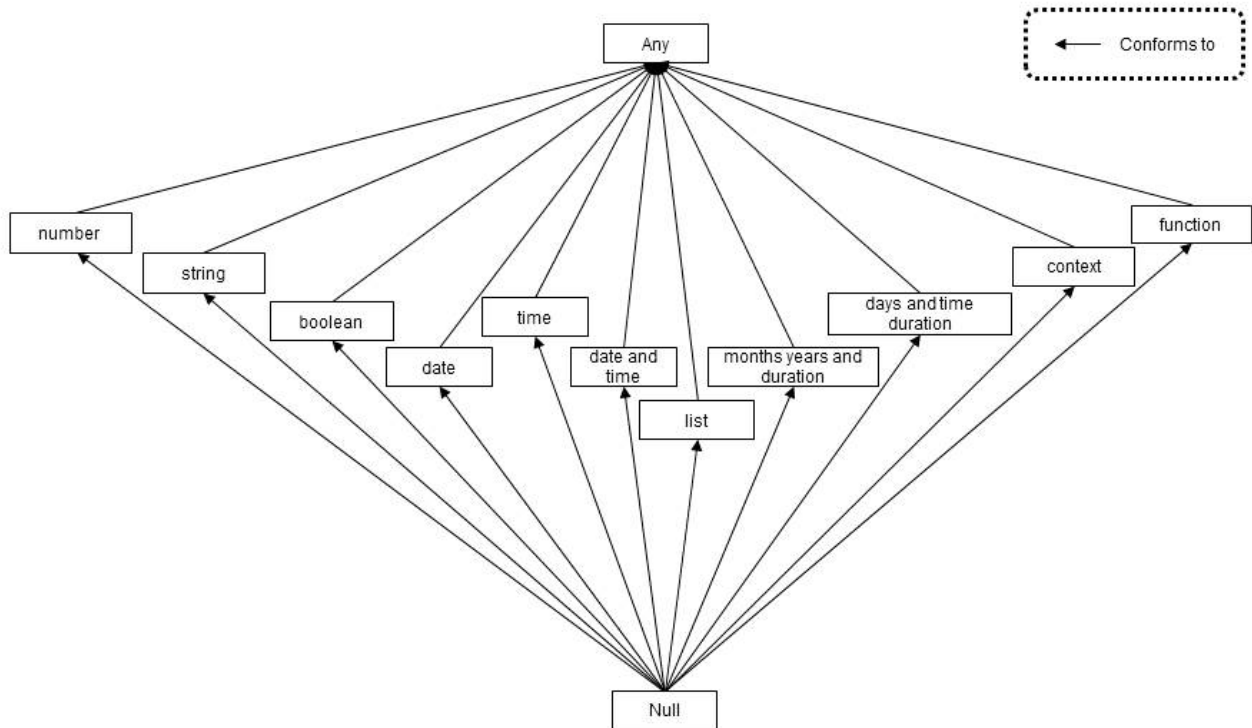 Any
Conforms to
number
string
boolean
date
time
date and
time
list
months years and
duration
days and time
duration
context
function
Null